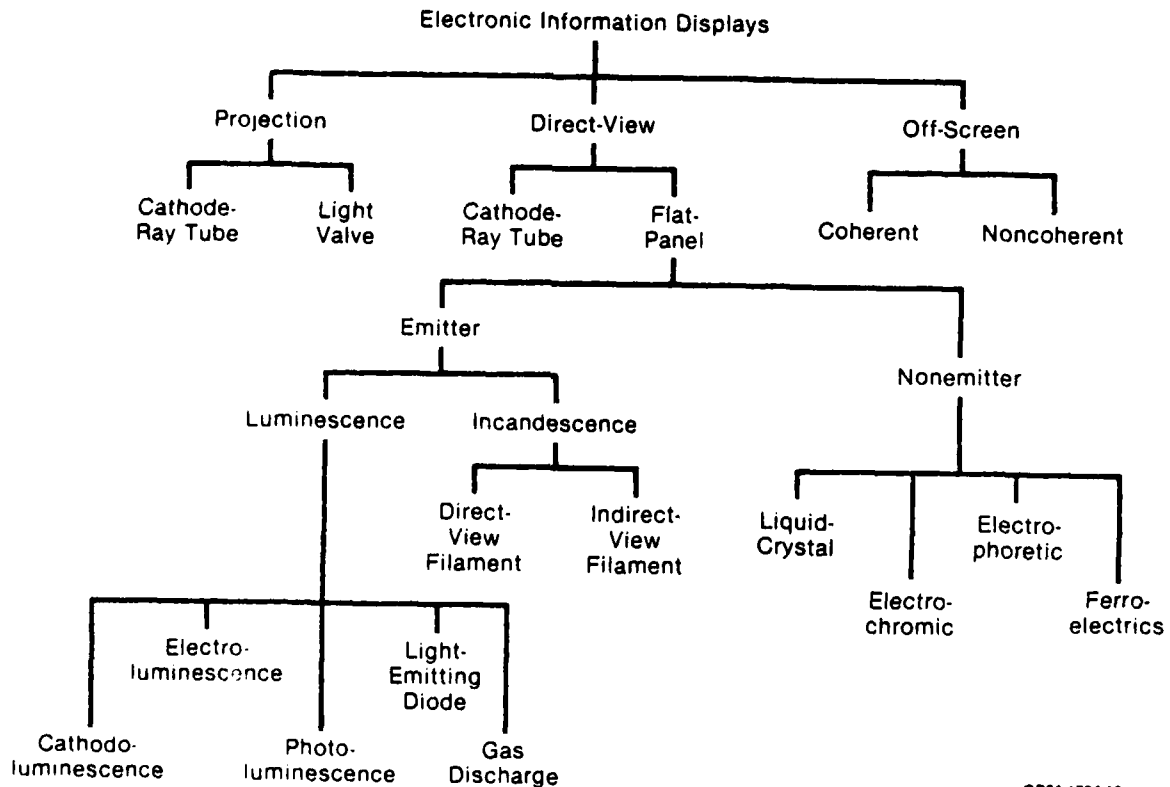 Electronic Information Displays
Projection
Direct-View
Off-Screen
Cathode-
Ray Tube
Light
Valve
Cathode-
Ray Tube
Flat-
Panel
Coherent
Noncoherent
Emitter
Nonemitter
Luminescence
Incandescence
Direct-
View
Filament
Indirect-
View
Filament
Liquid-
Crystal
Electro-
phoretic
Electro-
chromic
Ferro-
electrics
Electro-
luminescence
Light-
Emitting
Diode
Cathodo-
luminescence
Photo-
luminescence
Gas
Discharge